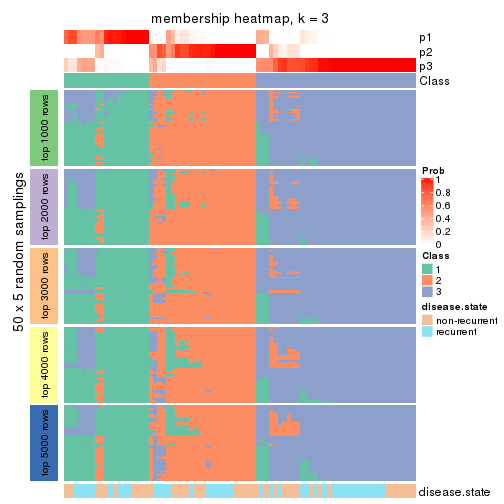 membership heatmap, k = 3
p1
p2
p3
Class
50 x 5 random samplings
top 1000 rows
top 2000 rows
top 3000 rows
top 4000 rows
top 5000 rows
disease.state
Prob
1
0.8
0.6
0.4
0.2
0
Class
1
2
3
disease.state
non-recurrent
recurrent